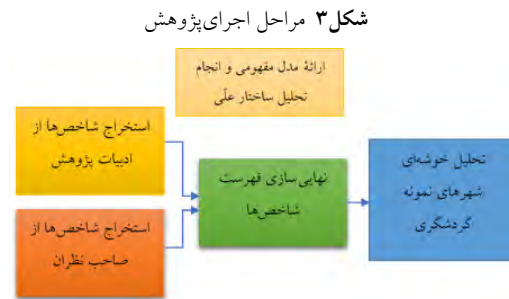 شکل۳ مراحل اجرای‌پژوهش
ارائۀ مدل مفهومی و انجام
تحلیل ساختار علّی
استخراج شاخص‌ها از
ادبیات پژوهش
نهایی‌سازی فهرست
شاخص‌ها
تحلیل خوشه‌ای
شهرهای نمونه
گردشگری
استخراج شاخص‌ها از
صاحب نظران